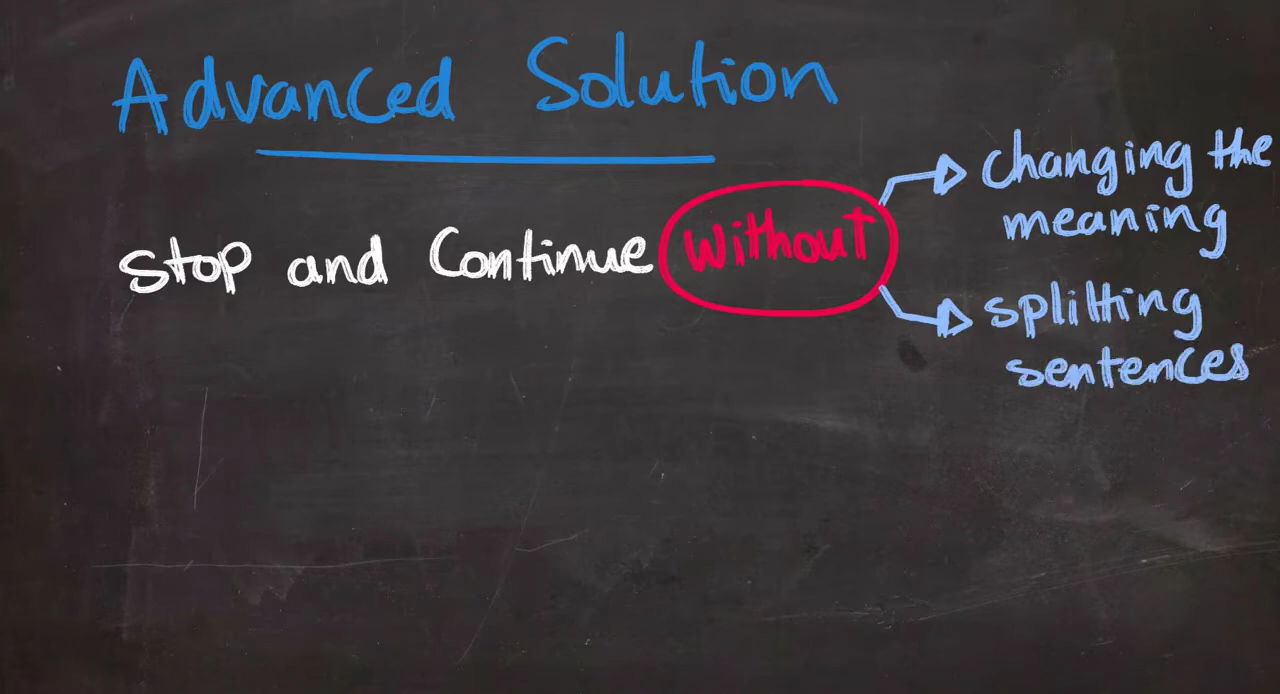 Advanced Solution
stop and Continue Without
changing the
meaning
splitting
sentences